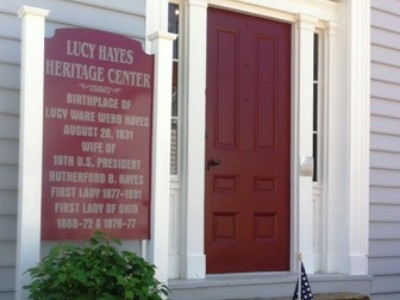 LUCY HAYES
HERITAGE CENTER
BIRTHPLACE OF
LUCY WARE WEBB HAYES
AUGUST 28, 1831
WIFE OF
19TH U.S. PRESIDENT
RUTHERFORD B. HAYES
FIRST LADY 1877-1881
FIRST LADY OF OHIO
1868-72 & 1876-77